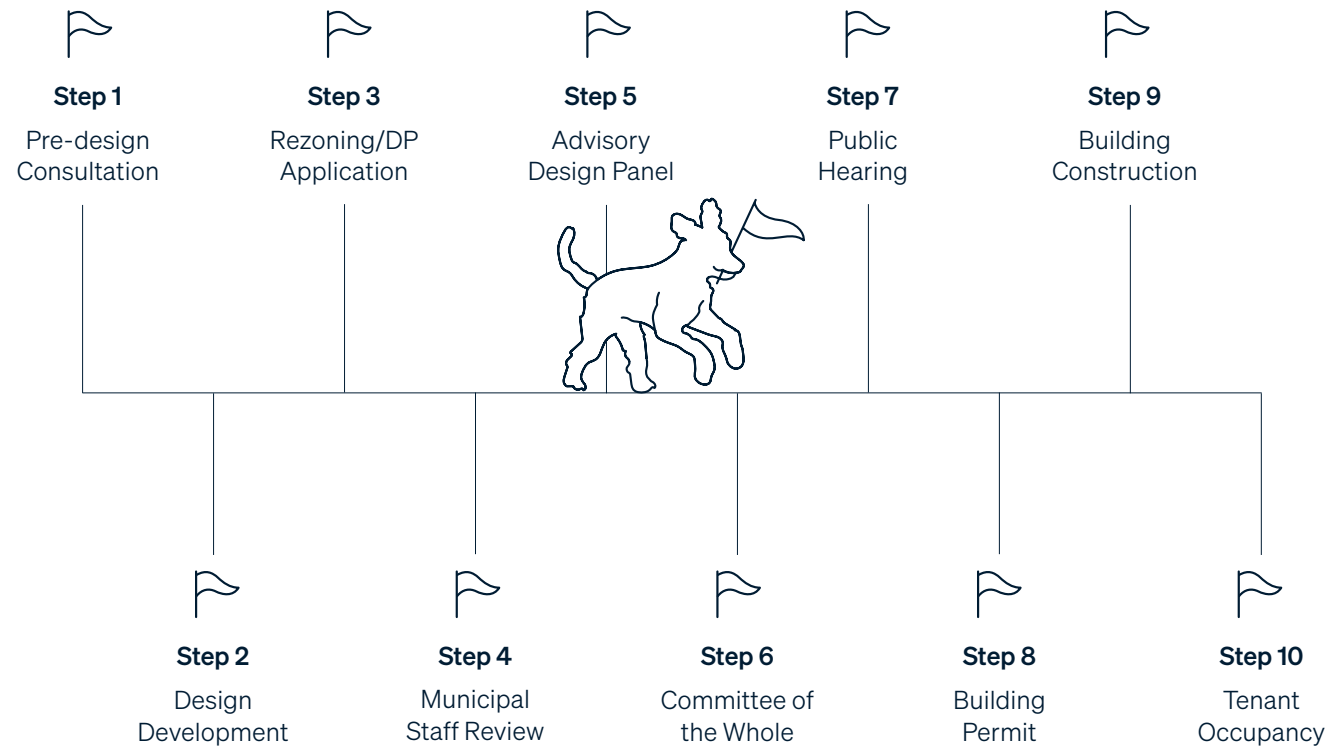 Step 1
Pre-design
Consultation
Step 3
Rezoning/DP
Application
Step 5
Advisory
Design Panel
Step 7
Public
Hearing
Step 9
Building
Construction
Step 2
Design
Development
Step 4
Municipal
Staff Review
Step 6
Committee of
the Whole
Step 8
Building
Permit
Step 10
Tenant
Occupancy